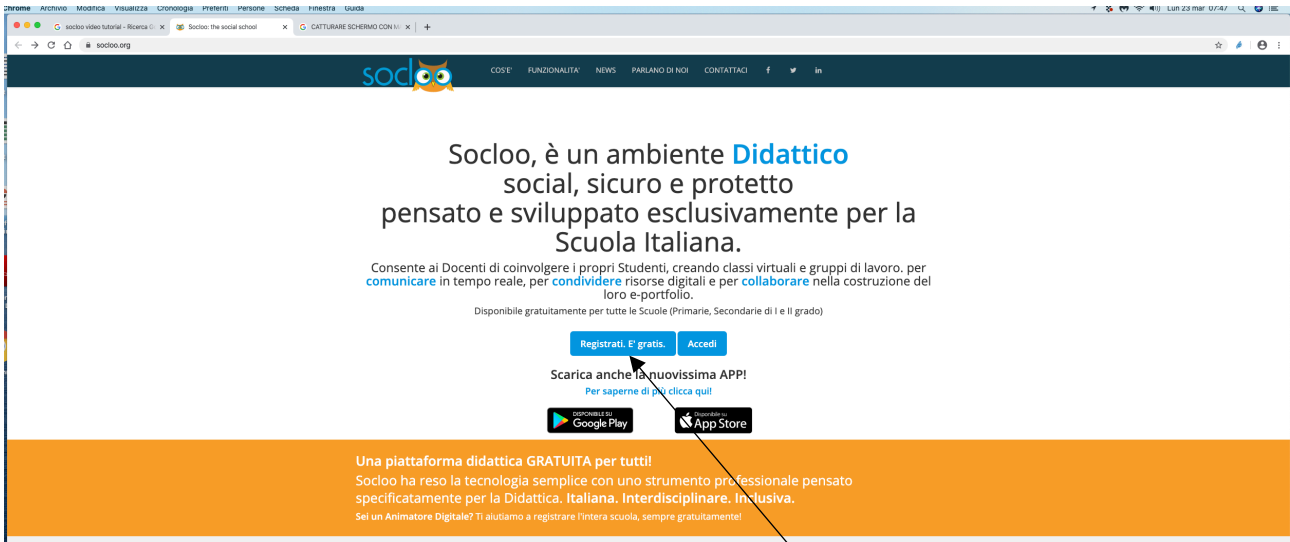 Chrome Archivio Modifica Visualizza Cronologia Preferiti Persone Scheda Finestra Guida
Lun 23 mar 07:47
socloo video tutorial - Ricerca G
Socloo: the social school
CATTURARE SCHERMO CON M
socloo.org
socloo
COS'E' FUNZIONALITA' NEWS PARLANO DI NOI CONTATTACI f in
Socloo, è un ambiente Didattico
social, sicuro e protetto
pensato e sviluppato esclusivamente per la
Scuola Italiana.
Consente ai Docenti di coinvolgere i propri Studenti, creando classi virtuali e gruppi di lavoro. per
comunicare in tempo reale, per condividere risorse digitali e per collaborare nella costruzione del
loro e-portfolio.
Disponibile gratuitamente per tutte le Scuole (Primarie, Secondarie di I e II grado)
Registrati. E' gratis.
Accedi
Scarica anche la nuovissima APP!
Per saperne di più clicca qui!
DISPONIBILE SU
Google Play
Disponibile su
App Store
Una piattaforma didattica GRATUITA per tutti!
Socloo ha reso la tecnologia semplice con uno strumento professionale pensato
specificatamente per la Didattica. Italiana. Interdisciplinare. Inclusiva.
Sei un Animatore Digitale? Ti aiutiamo a registrare l'intera scuola, sempre gratuitamente!